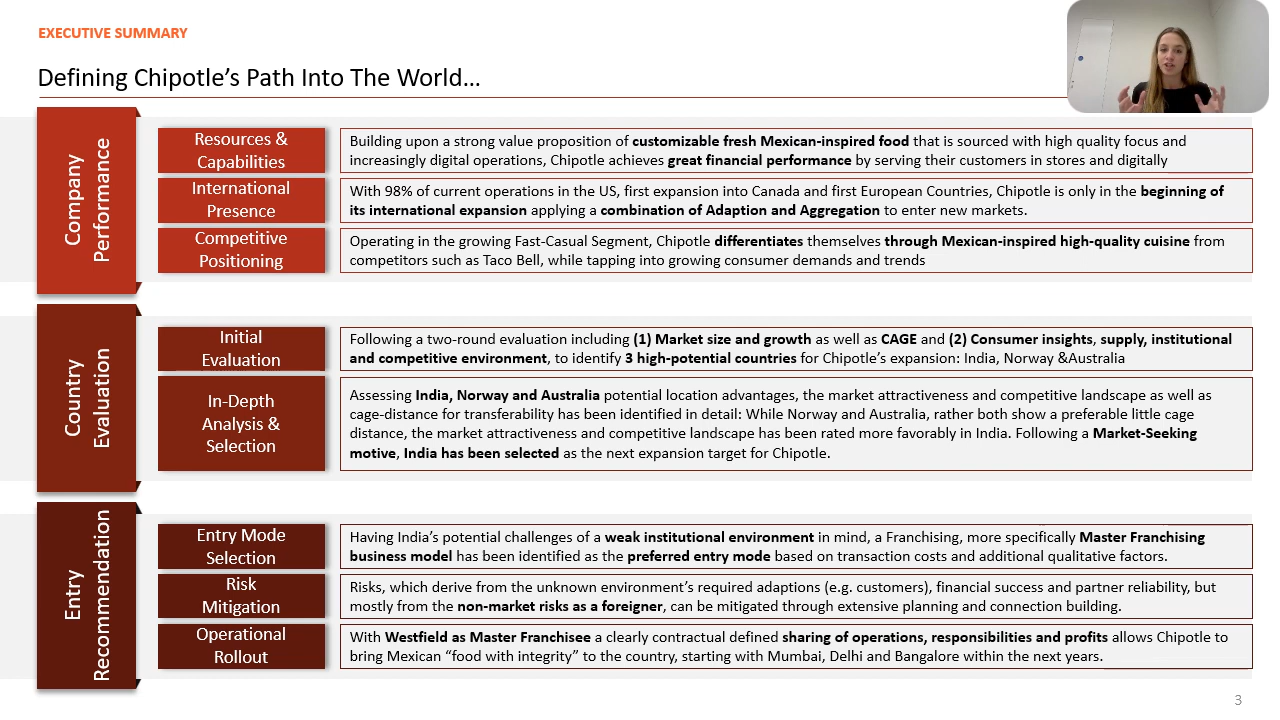 EXECUTIVE SUMMARY
Defining Chipotle's Path Into The World…
Company
Performance
Resources &
Capabilities
Building upon a strong value proposition of customizable fresh Mexican-inspired food that is sourced with high quality focus and
increasingly digital operations, Chipotle achieves great financial performance by serving their customers in stores and digitally
International
Presence
With 98% of current operations in the US, first expansion into Canada and first European Countries, Chipotle is only in the beginning of
its international expansion applying a combination of Adaption and Aggregation to enter new markets.
Competitive
Positioning
Operating in the growing Fast-Casual Segment, Chipotle differentiates themselves through Mexican-inspired high-quality cuisine from
competitors such as Taco Bell, while tapping into growing consumer demands and trends
Country
Evaluation
Initial
Evaluation
Following a two-round evaluation including (1) Market size and growth as well as CAGE and (2) Consumer insights, supply, institutional
and competitive environment, to identify 3 high-potential countries for Chipotle's expansion: India, Norway &Australia
In-Depth
Analysis &
Selection
Assessing India, Norway and Australia potential location advantages, the market attractiveness and competitive landscape as well as
cage-distance for transferability has been identified in detail: While Norway and Australia, rather both show a preferable little cage
distance, the market attractiveness and competitive landscape has been rated more favorably in India. Following a Market-Seeking
motive, India has been selected as the next expansion target for Chipotle.
Entry
Recommendation
Entry Mode
Selection
Having India's potential challenges of a weak institutional environment in mind, a Franchising, more specifically Master Franchising
business model has been identified as the preferred entry mode based on transaction costs and additional qualitative factors.
Risk
Mitigation
Risks, which derive from the unknown environment's required adaptions (e.g. customers), financial success and partner reliability, but
mostly from the non-market risks as a foreigner, can be mitigated through extensive planning and connection building.
Operational
Rollout
With Westfield as Master Franchisee a clearly contractual defined sharing of operations, responsibilities and profits allows Chipotle to
bring Mexican "food with integrity" to the country, starting with Mumbai, Delhi and Bangalore within the next years.
3